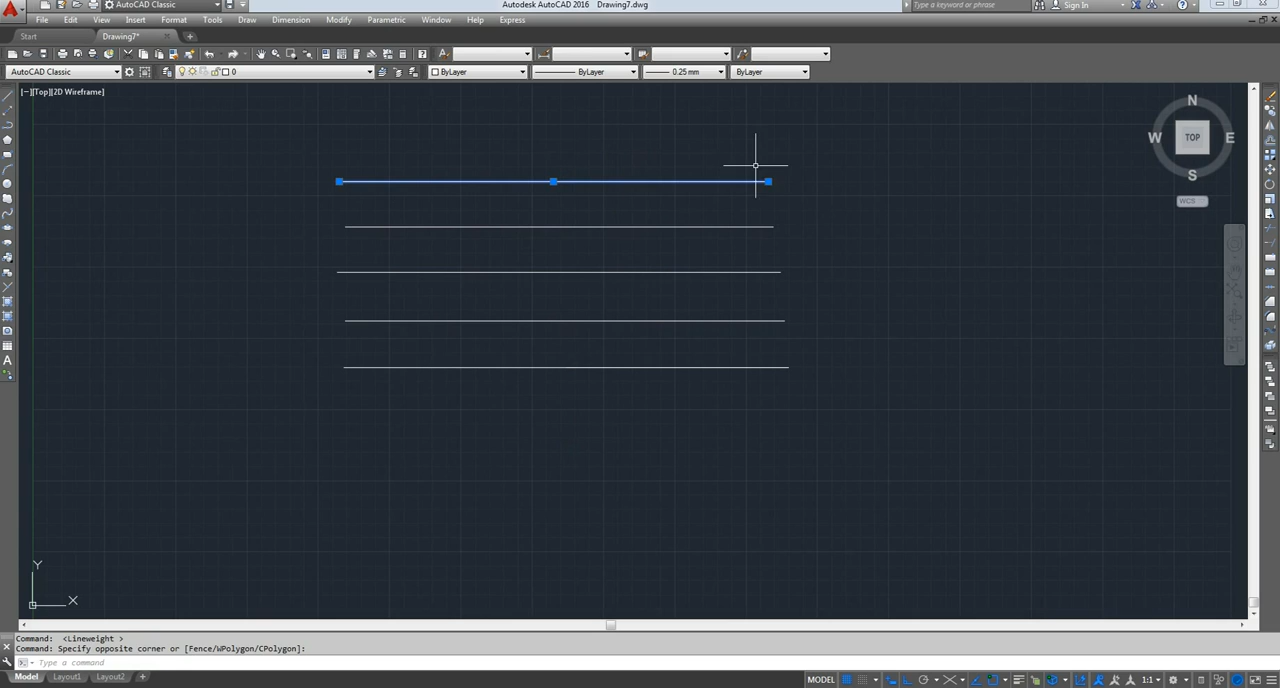 AutoCAD Classic
Autodesk AutoCAD 2016 Drawing7.dwg
Type a keyword or phrase
Sign In
File Edit View Insert Format Tools Draw Dimension Modify Parametric Window Help Express
Start Drawing7*
AutoCAD Classic 0 ByLayer ByLayer 0.25 mm ByLayer
[−][Top][2D Wireframe]
N
W TOP E
S
WCS
Y
X
Command: <Lineweight >
Command: Specify opposite corner or [Fence/WPolygon/CPolygon]:
Type a command
Model Layout1 Layout2 + MODEL 1:1